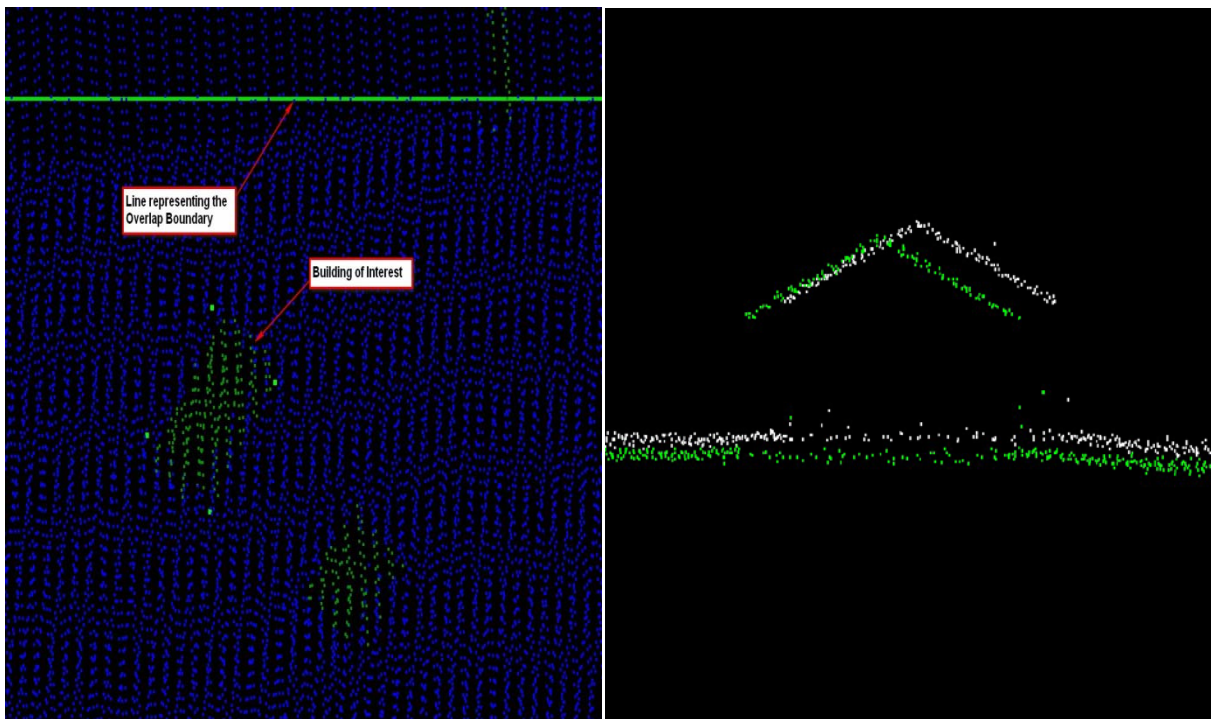 Line representing the
Overlap Boundary
Building of Interest